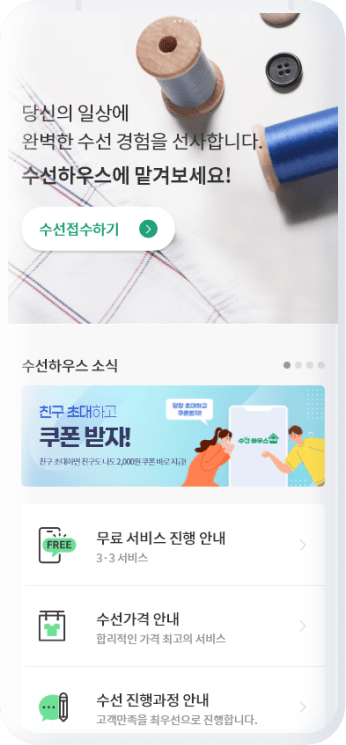 당신의 일상에
완벽한 수선 경험을 선사합니다.
수선하우스에 맡겨보세요!
수선접수하기
수선하우스 소식
친구 초대하고
쿠폰 받자!
친구 초대하면 친구도 나도 2,000원 쿠폰 바로 지급!
당장 초대하고
쿠폰받자!
수선 하우스
FREE
무료 서비스 진행 안내
3·3 서비스
수선가격 안내
합리적인 가격 최고의 서비스
수선 진행과정 안내
고객만족을 최우선으로 진행합니다.